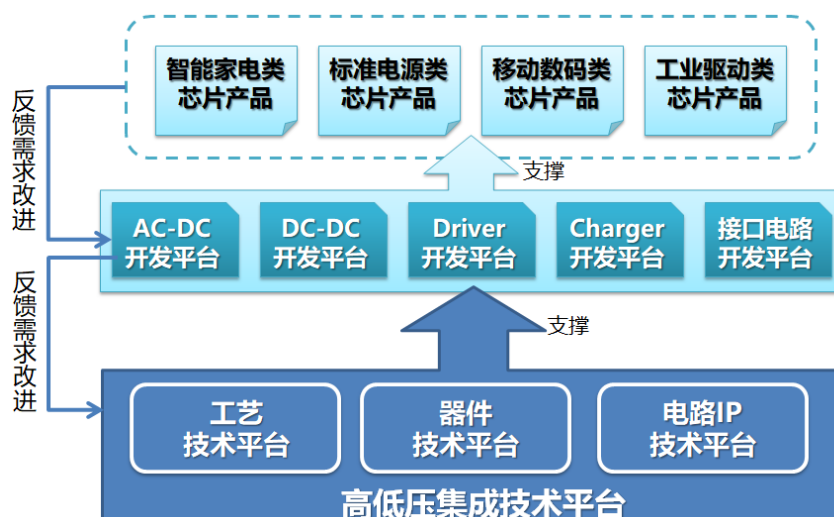 智能家电类
芯片产品
标准电源类
芯片产品
移动数码类
芯片产品
工业驱动类
芯片产品
反馈需求改进
支撑
AC-DC
开发平台
DC-DC
开发平台
Driver
开发平台
Charger
开发平台
接口电路
开发平台
反馈需求改进
支撑
工艺
技术平台
器件
技术平台
电路IP
技术平台
高低压集成技术平台